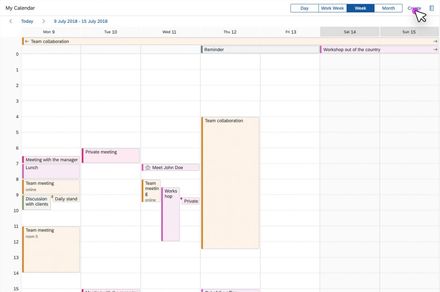 My Calendar
Day
Work Week
Week
Month
Create
Today
9 July 2018 - 15 July 2018
Mon 9
Tue 10
Wed 11
Thu 12
Fri 13
Sat 14
Sun 15
Team collaboration
Reminder
Workshop out of the country
0
Team collaboration
4
5
6
Private meeting
7
Meeting with the manager
Lunch
Meet John Doe
8
Team meeting
online
Team
meetin
g
online
9
Discussion
with clients
Daily stand
Works
hop
Private
10
11
Team meeting
room 5
12
13
14
15